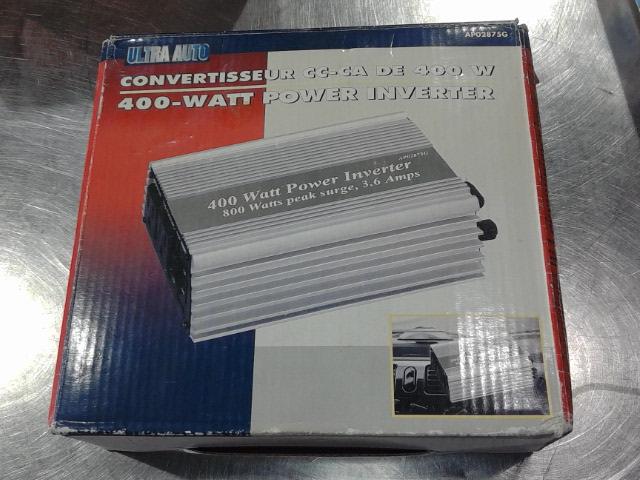 AP02875G
ULTRA AUTO
CONVERTISSEUR CC-CA DE 400 W
400-WATT POWER INVERTER
AP02875G
400 Watt Power Inverter
800 Watts peak surge, 3.6 Amps